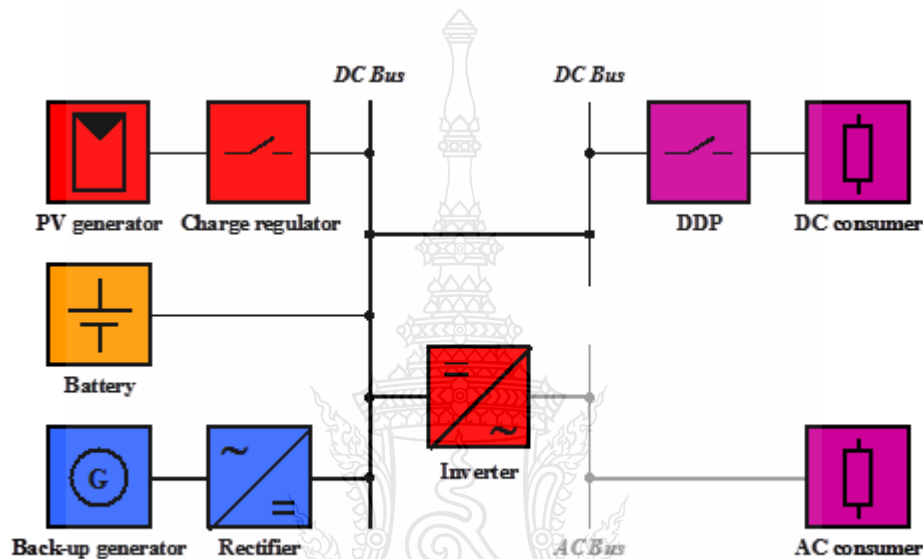 DC Bus
DC Bus
PV generator
Charge regulator
DDP
DC consumer
Battery
Inverter
G
Back-up generator
Rectifier
AC Bus
AC consumer